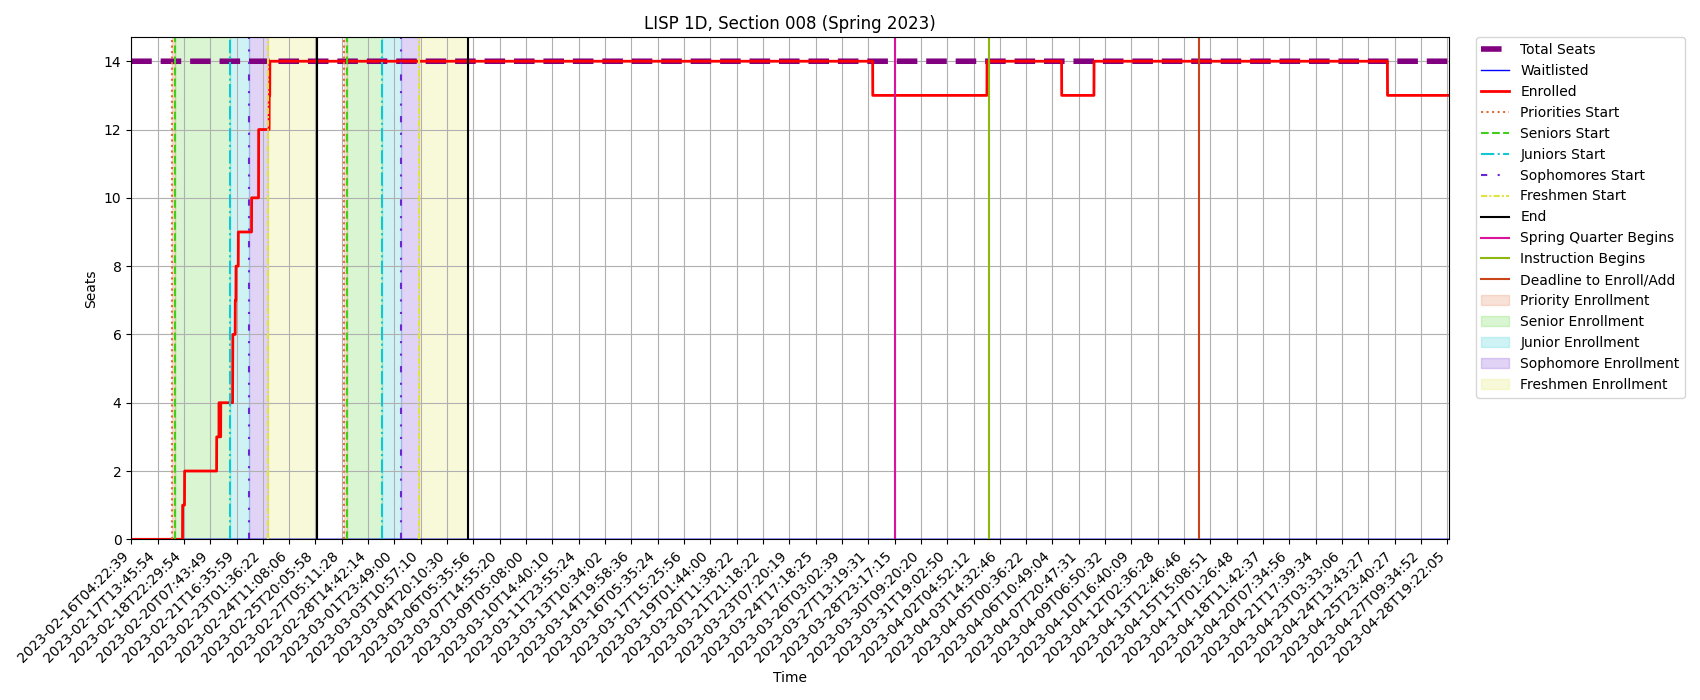 LISP 1D, Section 008 (Spring 2023)
Seats
14
12
10
8
6
4
2
0
2023-02-16T04:22:39
2023-02-17T13:45:54
2023-02-18T22:29:54
2023-02-20T07:43:49
2023-02-21T16:35:59
2023-02-23T01:36:22
2023-02-24T11:08:06
2023-02-25T20:05:58
2023-02-27T05:11:28
2023-02-28T14:42:14
2023-03-01T23:49:00
2023-03-03T10:57:10
2023-03-04T20:10:30
2023-03-06T05:35:56
2023-03-07T14:55:20
2023-03-09T05:08:00
2023-03-10T14:40:10
2023-03-11T23:55:24
2023-03-13T10:34:02
2023-03-14T19:58:36
2023-03-16T05:35:24
2023-03-17T15:25:56
2023-03-19T01:44:00
2023-03-20T11:38:22
2023-03-21T21:18:22
2023-03-23T07:20:19
2023-03-24T17:18:25
2023-03-26T03:02:39
2023-03-27T13:19:31
2023-03-28T23:17:15
2023-03-30T09:20:20
2023-03-31T19:02:50
2023-04-02T04:52:12
2023-04-03T14:32:46
2023-04-05T00:36:22
2023-04-06T10:49:04
2023-04-07T20:47:31
2023-04-09T06:50:32
2023-04-10T16:40:09
2023-04-12T02:36:28
2023-04-13T12:46:46
2023-04-15T15:08:51
2023-04-17T01:26:48
2023-04-18T11:42:37
2023-04-20T07:34:56
2023-04-21T17:39:34
2023-04-23T03:33:06
2023-04-24T13:43:27
2023-04-25T23:40:27
2023-04-27T09:34:52
2023-04-28T19:22:05
Time
Total Seats
Waitlisted
Enrolled
Priorities Start
Seniors Start
Juniors Start
Sophomores Start
Freshmen Start
End
Spring Quarter Begins
Instruction Begins
Deadline to Enroll/Add
Priority Enrollment
Senior Enrollment
Junior Enrollment
Sophomore Enrollment
Freshmen Enrollment